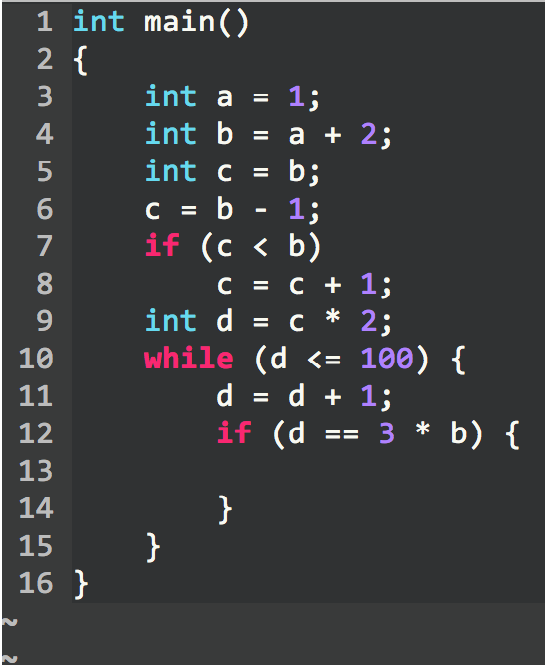 1 int main()
2 {
3     int a = 1;
4     int b = a + 2;
5     int c = b;
6     c = b - 1;
7     if (c < b)
8         c = c + 1;
9     int d = c * 2;
10     while (d <= 100) {
11         d = d + 1;
12         if (d == 3 * b) {
13
14         }
15     }
16 }
~
~